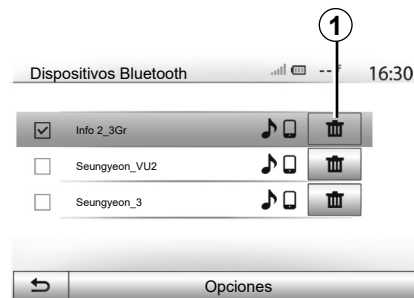 1
Dispositivos Bluetooth -- ° 16:30
Info 2_3Gr
Seungyeon_VU2
Seungyeon_3
Opciones